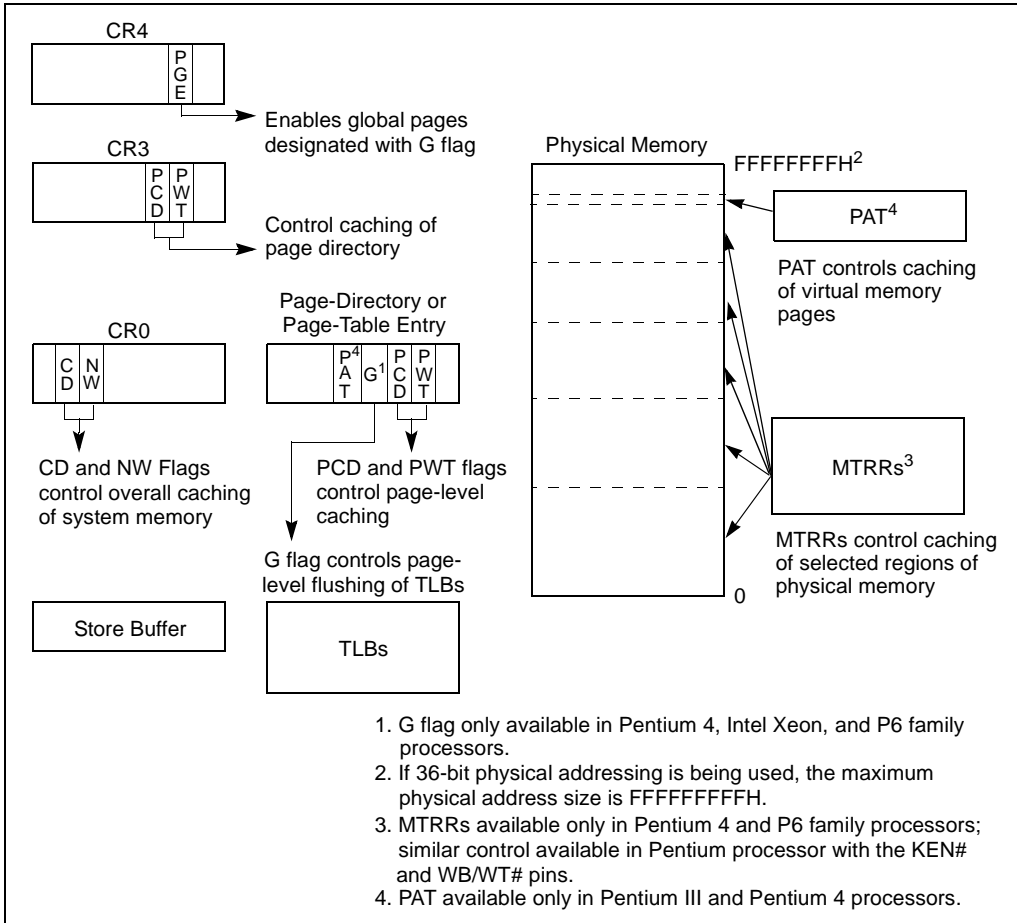 CR4
P
G
E
Enables global pages
designated with G flag
CR3
P
C
D
P
W
T
Control caching of
page directory
CR0
C
D
N
W
CD and NW Flags
control overall caching
of system memory
Page-Directory or
Page-Table Entry
P4
A
T
G1
P
C
D
P
W
T
PCD and PWT flags
control page-level
caching
G flag controls page-
level flushing of TLBs
Store Buffer
TLBs
Physical Memory
FFFFFFFFH2
PAT4
PAT controls caching
of virtual memory
pages
MTRRs3
MTRRs control caching
of selected regions of
physical memory
0
1. G flag only available in Pentium 4, Intel Xeon, and P6 family
processors.
2. If 36-bit physical addressing is being used, the maximum
physical address size is FFFFFFFFFH.
3. MTRRs available only in Pentium 4 and P6 family processors;
similar control available in Pentium processor with the KEN#
and WB/WT# pins.
4. PAT available only in Pentium III and Pentium 4 processors.